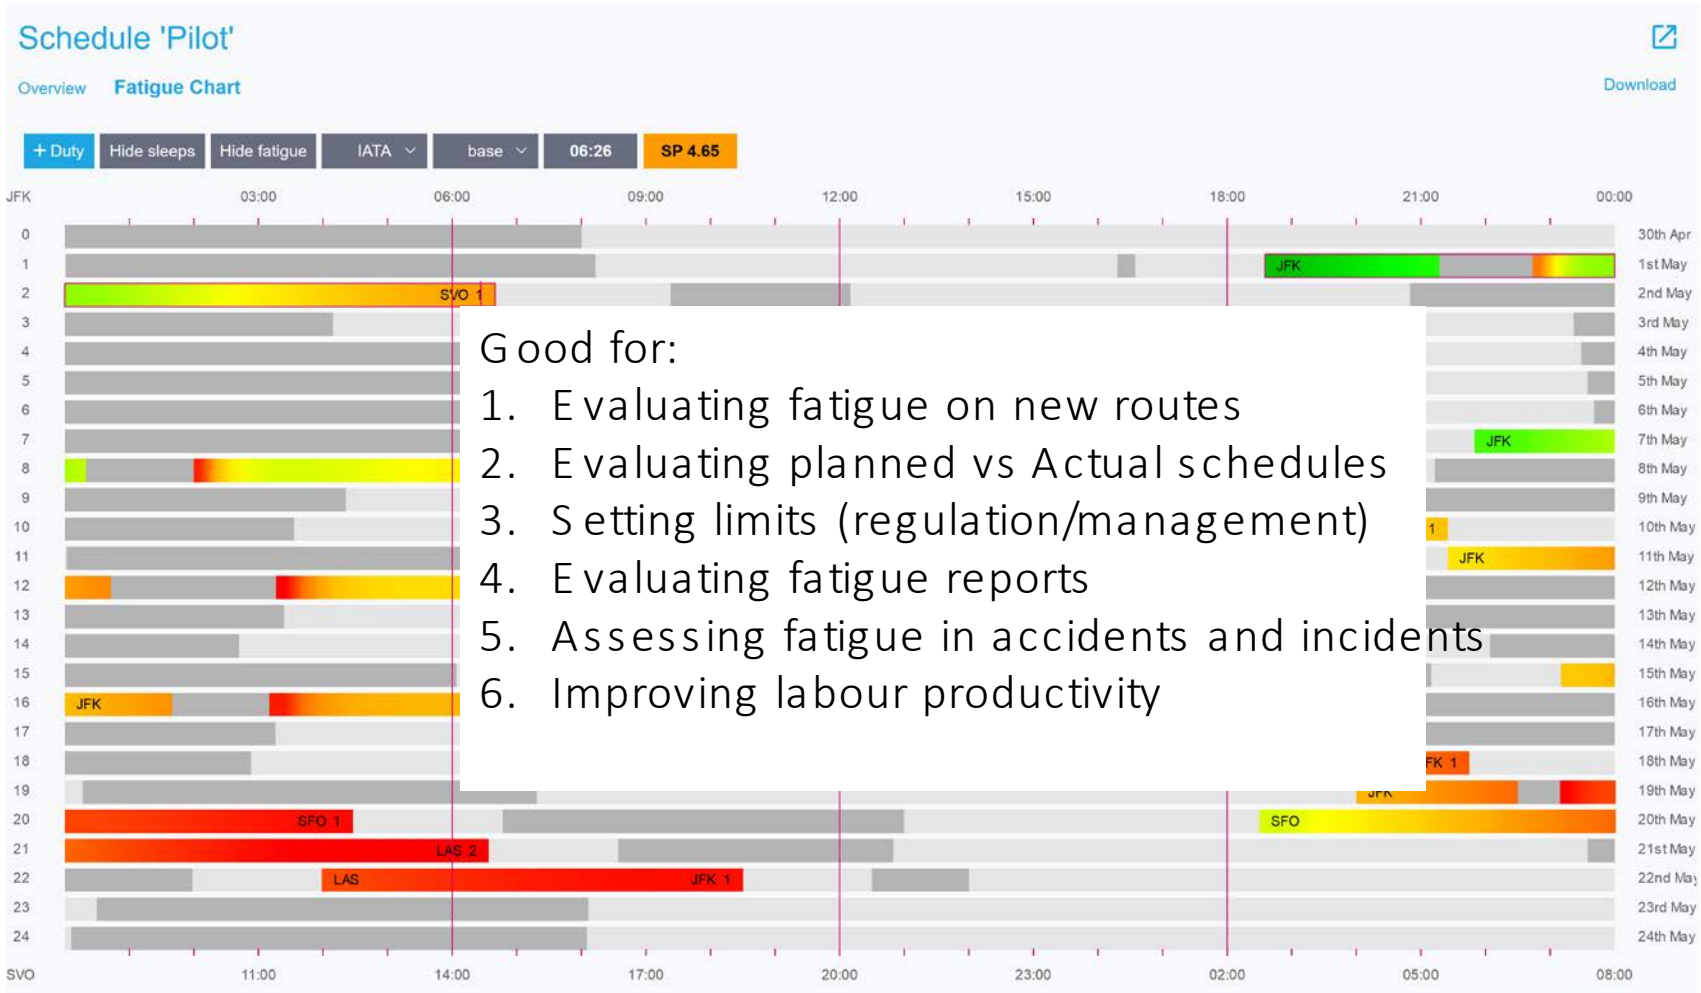 Schedule 'Pilot'
Overview Fatigue Chart Download
+ Duty Hide sleeps Hide fatigue IATA base 06:26 SP 4.65
JFK 03:00 06:00 09:00 12:00 15:00 18:00 21:00 00:00
0 30th Apr
1 JFK 1st May
2 SVO 1 2nd May
3 3rd May
4 4th May
5 5th May
6 6th May
7 JFK 7th May
8 8th May
9 9th May
10 1 10th May
11 JFK 11th May
12 12th May
13 13th May
14 14th May
15 15th May
16 JFK 16th May
17 17th May
18 FK 1 18th May
19 JFK 19th May
20 SFO 1 SFO 20th May
21 LAS 2 21st May
22 LAS JFK 1 22nd May
23 23rd May
24 24th May
SVO 11:00 14:00 17:00 20:00 23:00 02:00 05:00 08:00
Good for:
1. Evaluating fatigue on new routes
2. Evaluating planned vs Actual schedules
3. Setting limits (regulation/management)
4. Evaluating fatigue reports
5. Assessing fatigue in accidents and incidents
6. Improving labour productivity